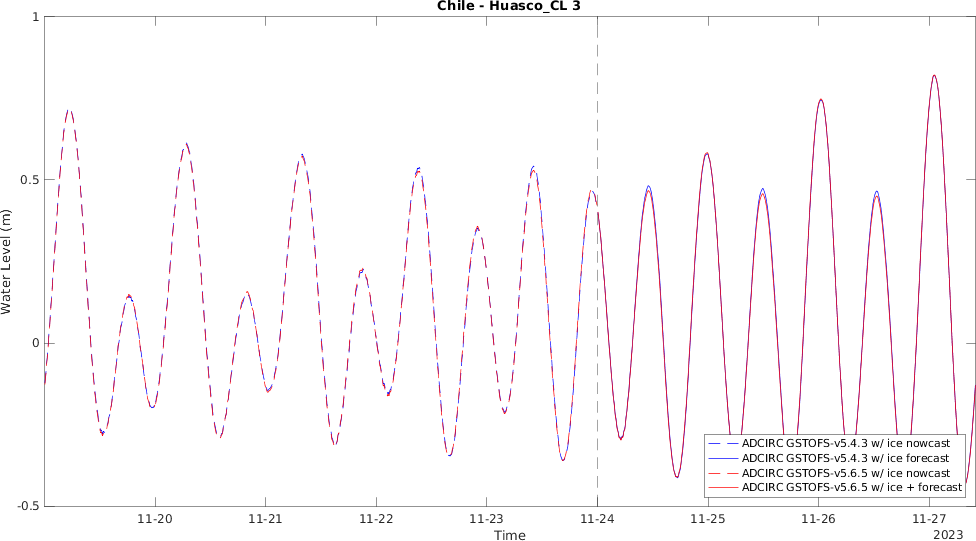 Chile - Huasco_CL 3
Water Level (m)
1
0.5
0
-0.5
11-20
11-21
11-22
11-23
11-24
11-25
11-26
11-27
Time
2023
ADCIRC GSTOFS-v5.4.3 w/ ice nowcast
ADCIRC GSTOFS-v5.4.3 w/ ice forecast
ADCIRC GSTOFS-v5.6.5 w/ ice nowcast
ADCIRC GSTOFS-v5.6.5 w/ ice + forecast